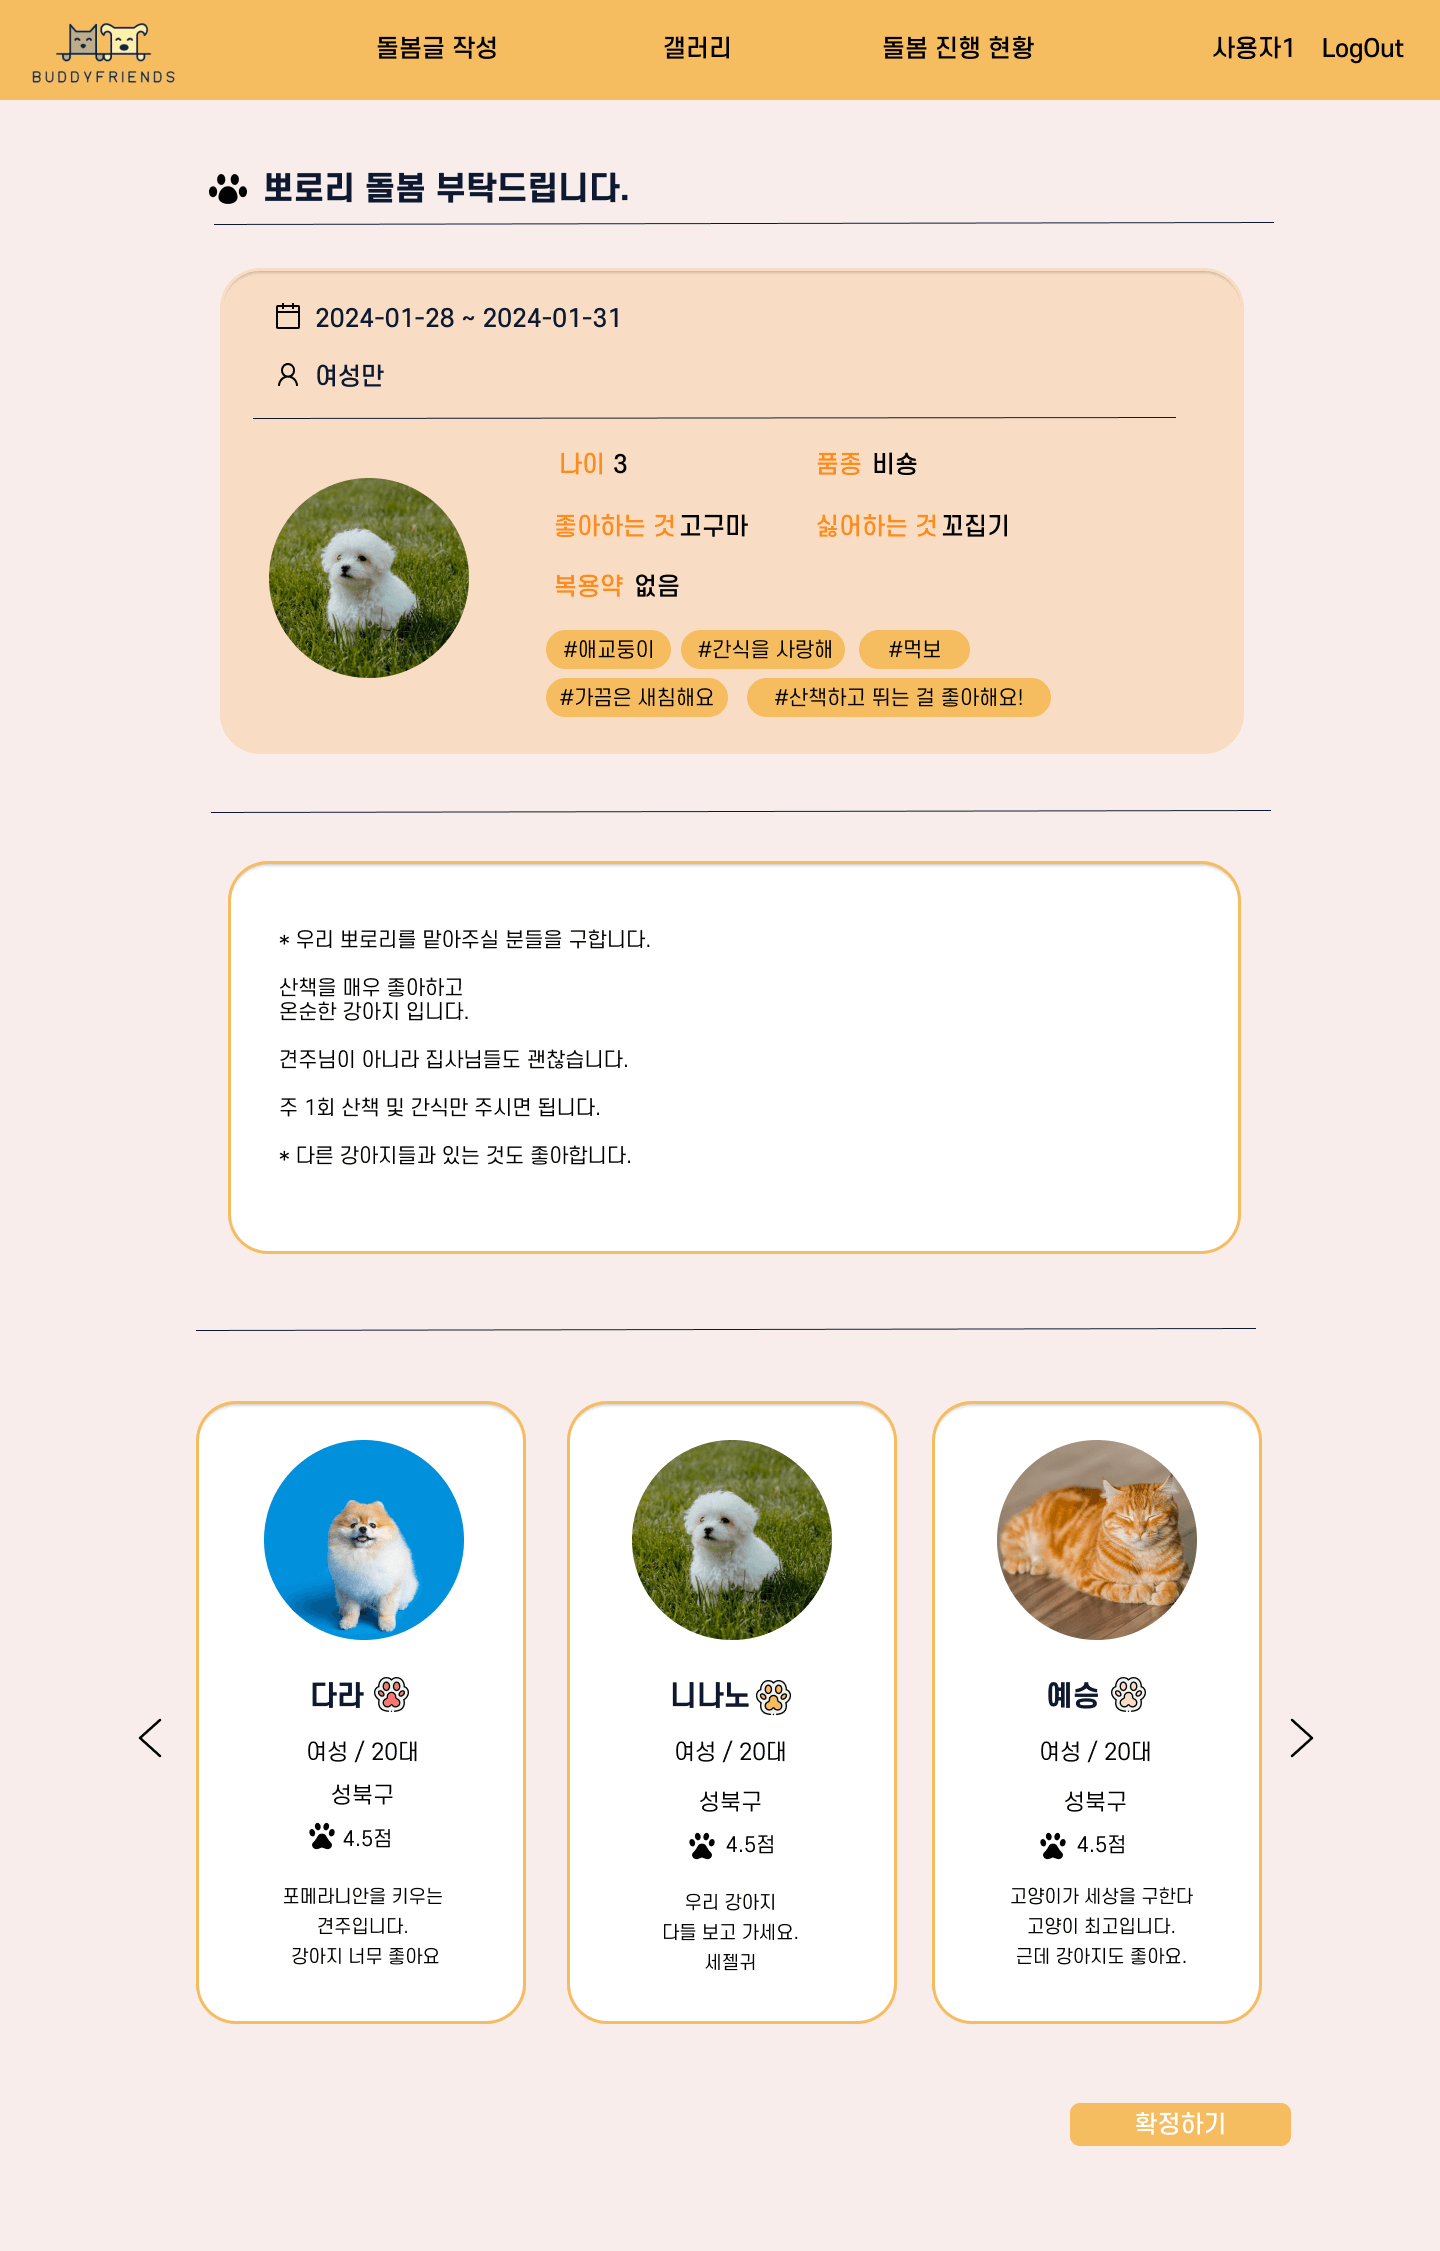 BUDDYFRIENDS
돌봄글 작성
갤러리
돌봄 진행 현황
사용자1
LogOut
뽀로리 돌봄 부탁드립니다.
2024-01-28 ~ 2024-01-31
여성만
나이 3
품종 비숑
좋아하는 것 고구마
싫어하는 것 꼬집기
복용약 없음
#애교둥이
#간식을 사랑해
#먹보
#가끔은 새침해요
#산책하고 뛰는 걸 좋아해요!
* 우리 뽀로리를 맡아주실 분들을 구합니다.
산책을 매우 좋아하고
온순한 강아지 입니다.
견주님이 아니라 집사님들도 괜찮습니다.
주 1회 산책 및 간식만 주시면 됩니다.
* 다른 강아지들과 있는 것도 좋아합니다.
다라
여성 / 20대
성북구
4.5점
포메라니안을 키우는
견주입니다.
강아지 너무 좋아요
니나노
여성 / 20대
성북구
4.5점
우리 강아지
다들 보고 가세요.
세젤귀
예승
여성 / 20대
성북구
4.5점
고양이가 세상을 구한다
고양이 최고입니다.
근데 강아지도 좋아요.
확정하기